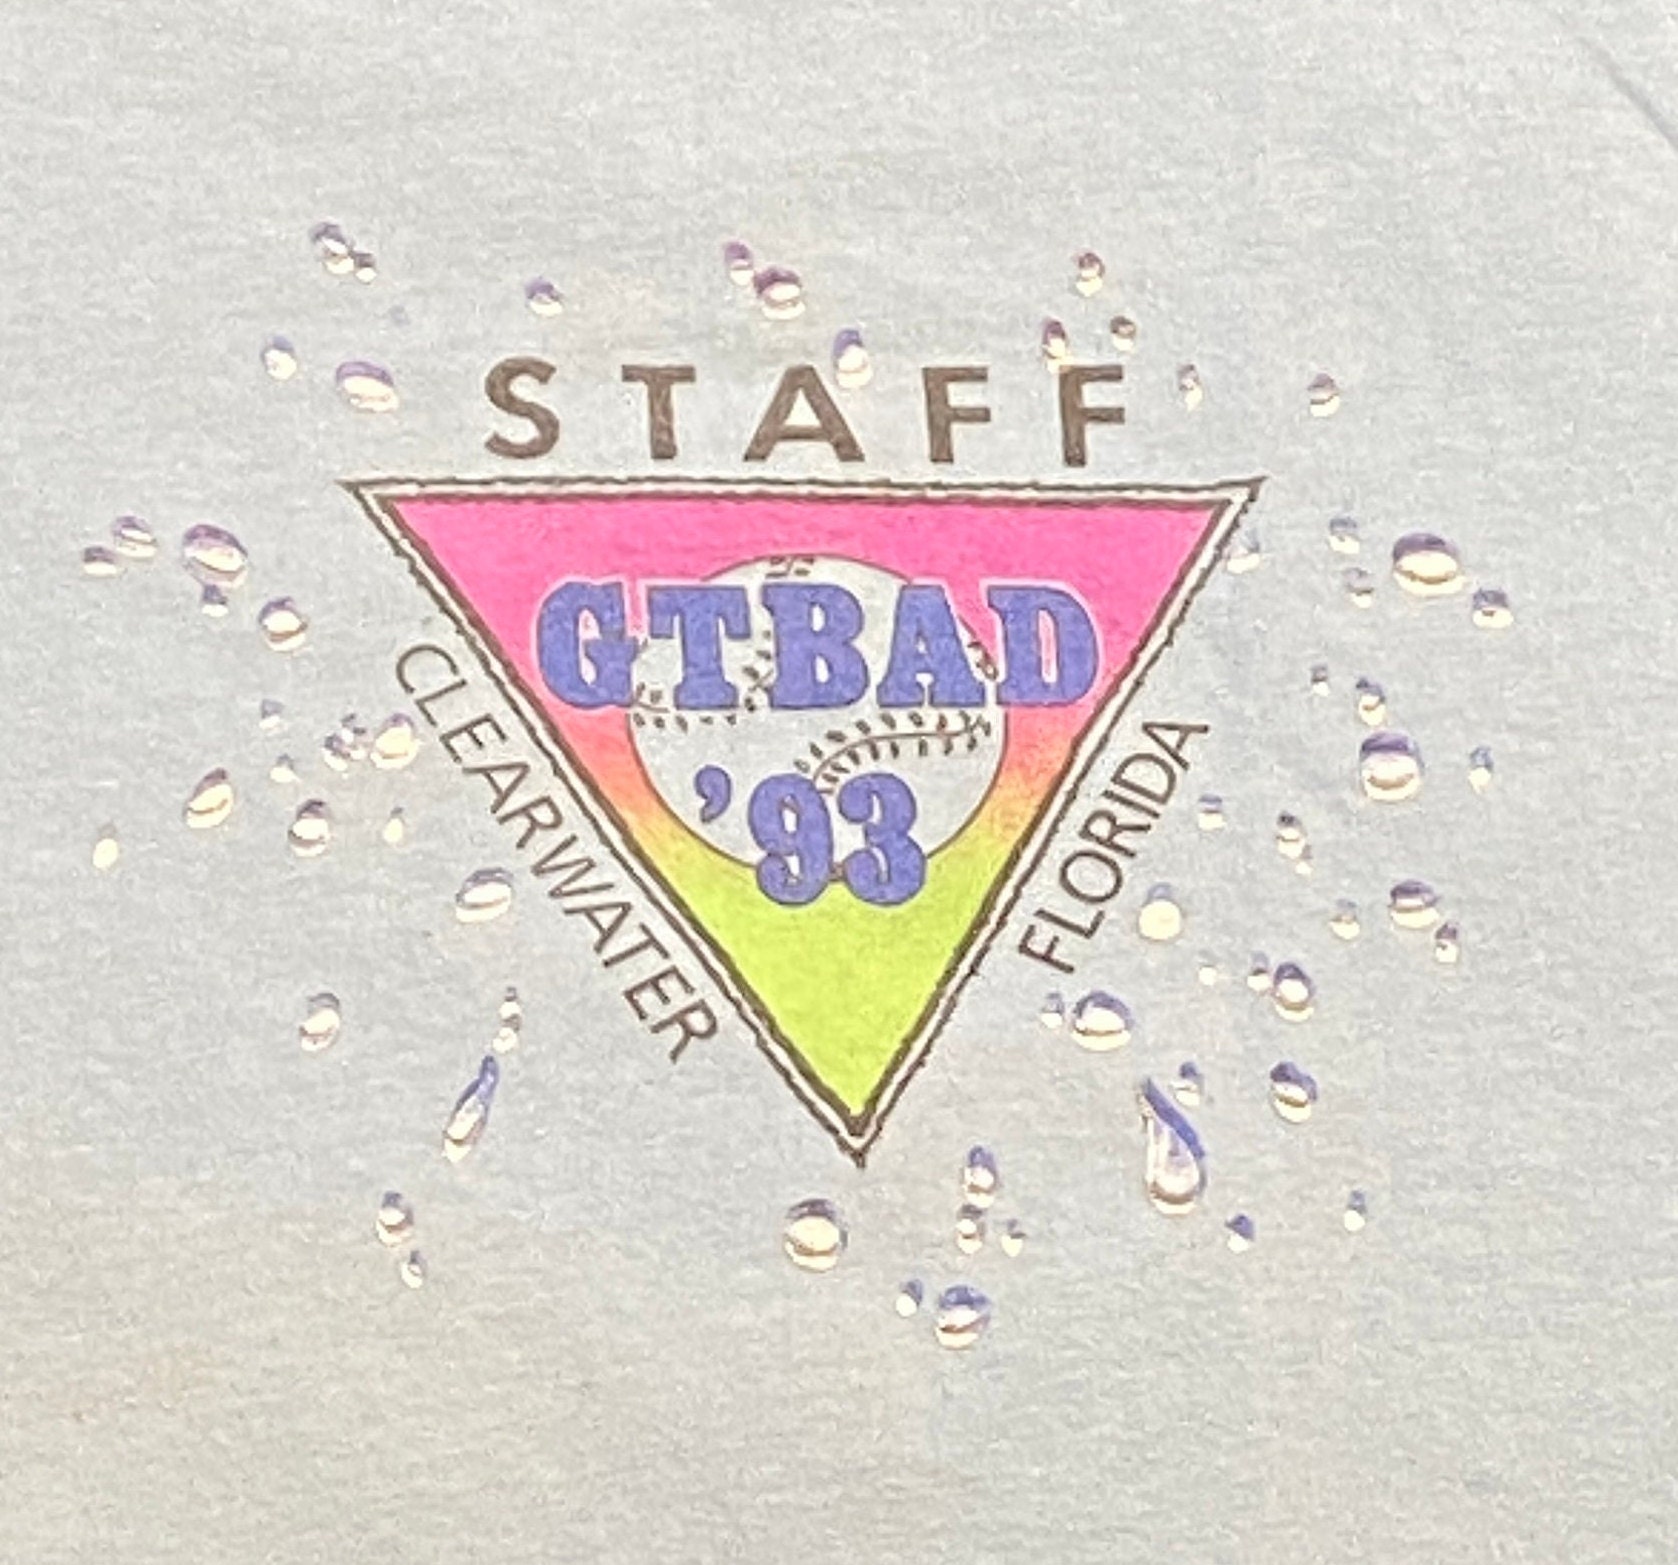 STAFF
GTBAD
'93
CLEARWATER
FLORIDA